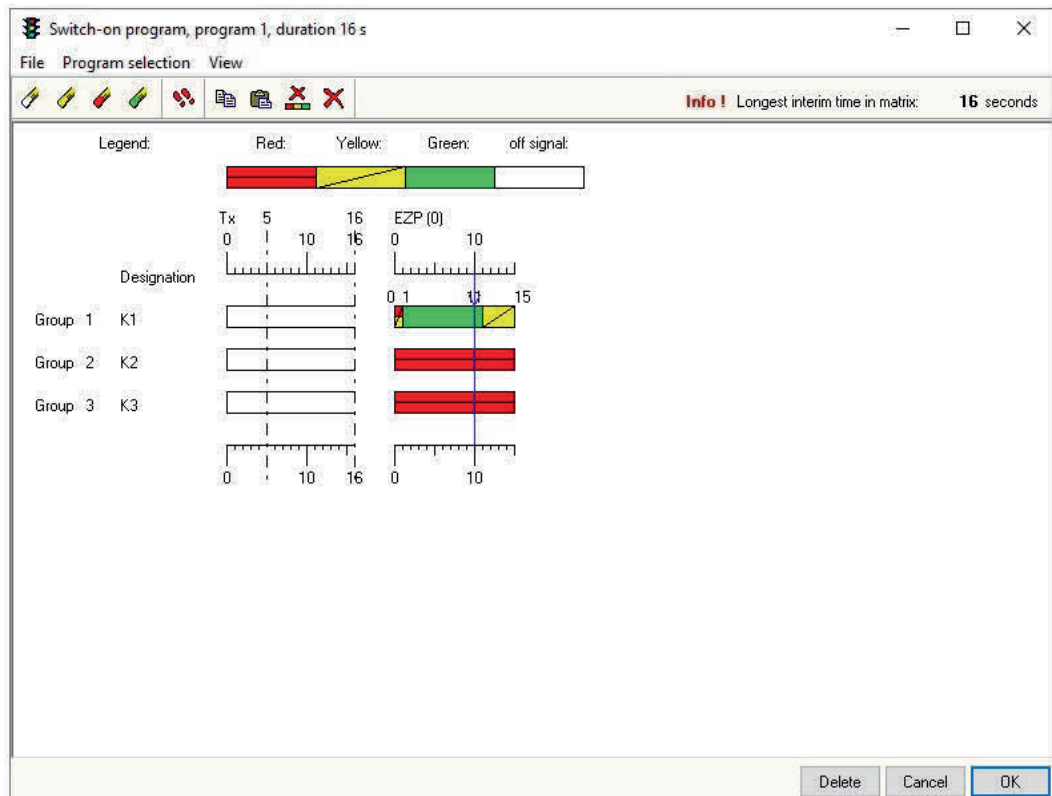 Switch-on program, program 1, duration 16 s
File Program selection View
Info ! Longest interim time in matrix: 16 seconds
Legend: Red: Yellow: Green: off signal:
Tx 5 16 EZP (0)
0 10 16 0 10
Designation
0 1 11 15
Group 1 K1
Group 2 K2
Group 3 K3
0 10 16 0 10
Delete Cancel OK